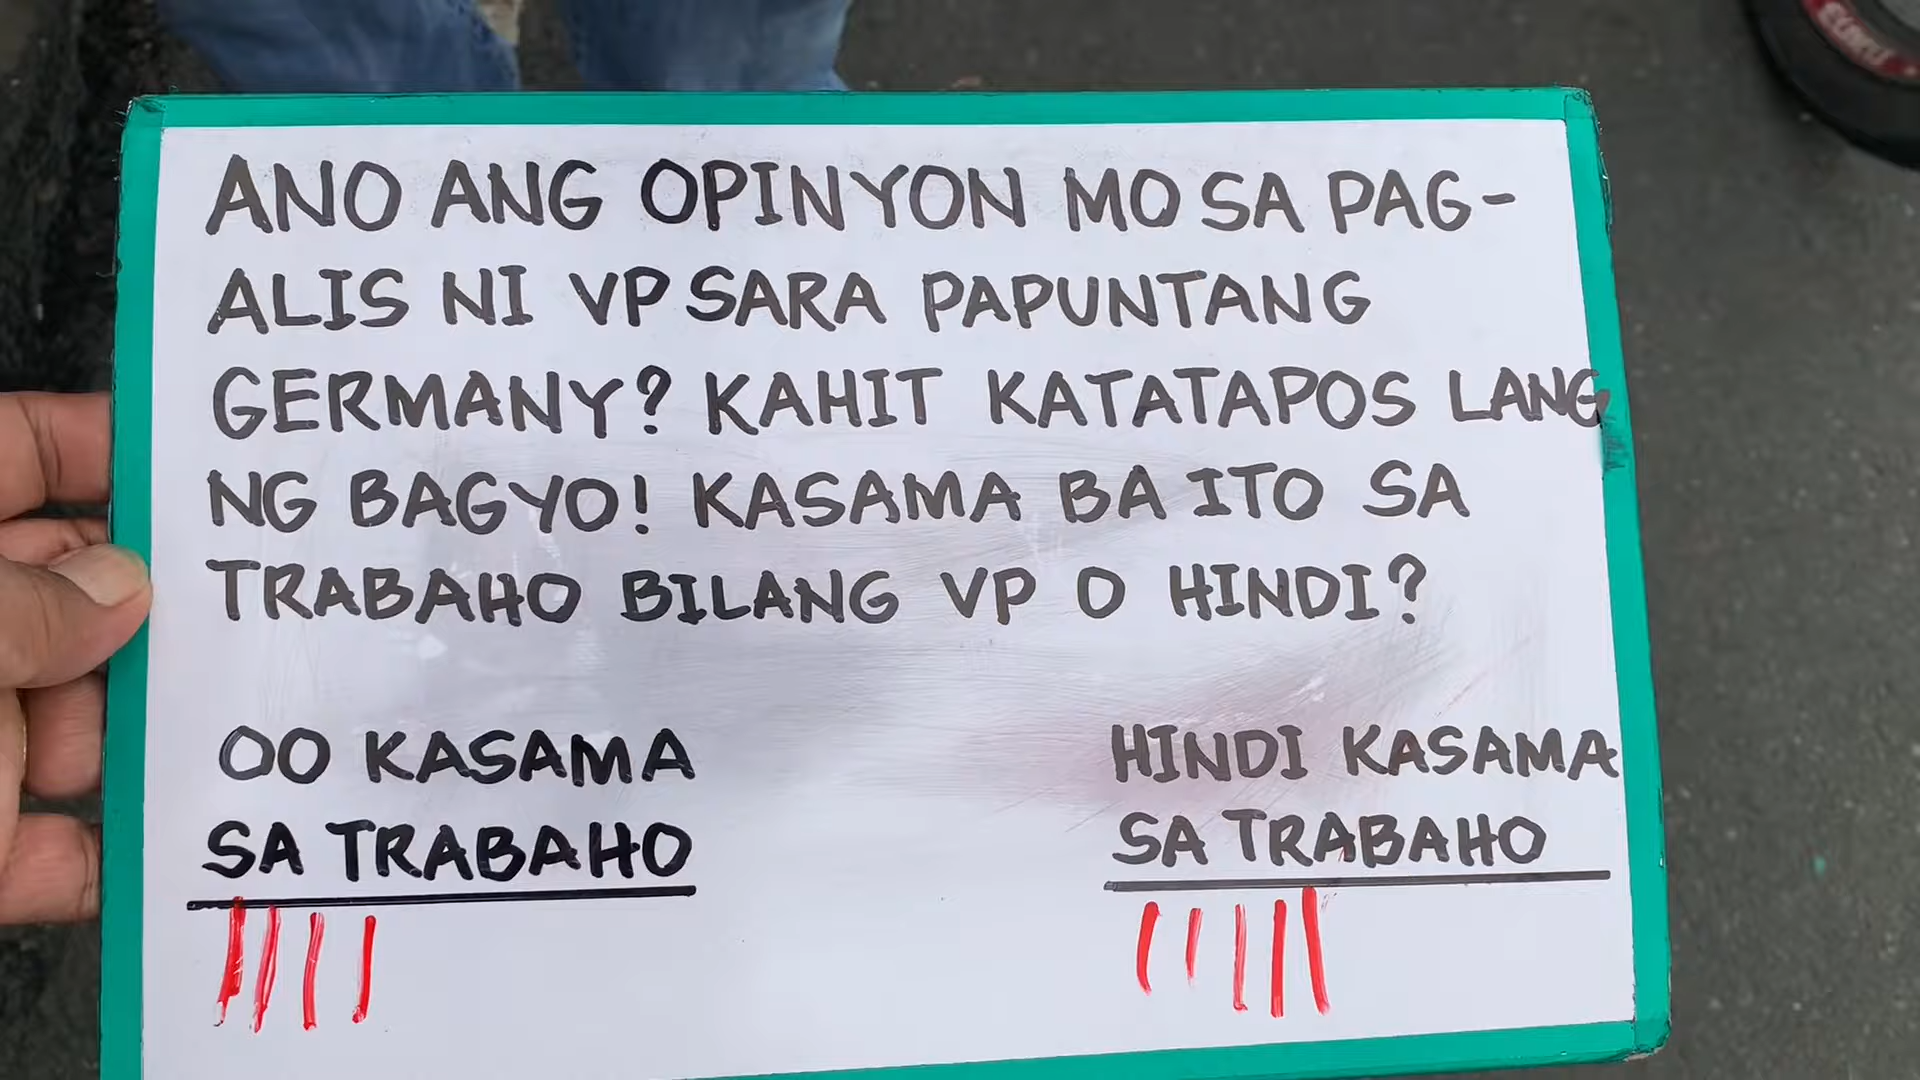 ANO ANG OPINYON MO SA PAG-
ALIS NI VP SARA PAPUNTANG
GERMANY? KAHIT KATATAPOS LANG
NG BAGYO! KASAMA BA ITO SA
TRABAHO BILANG VP O HINDI?
OO KASAMA
SA TRABAHO
HINDI KASAMA
SA TRABAHO